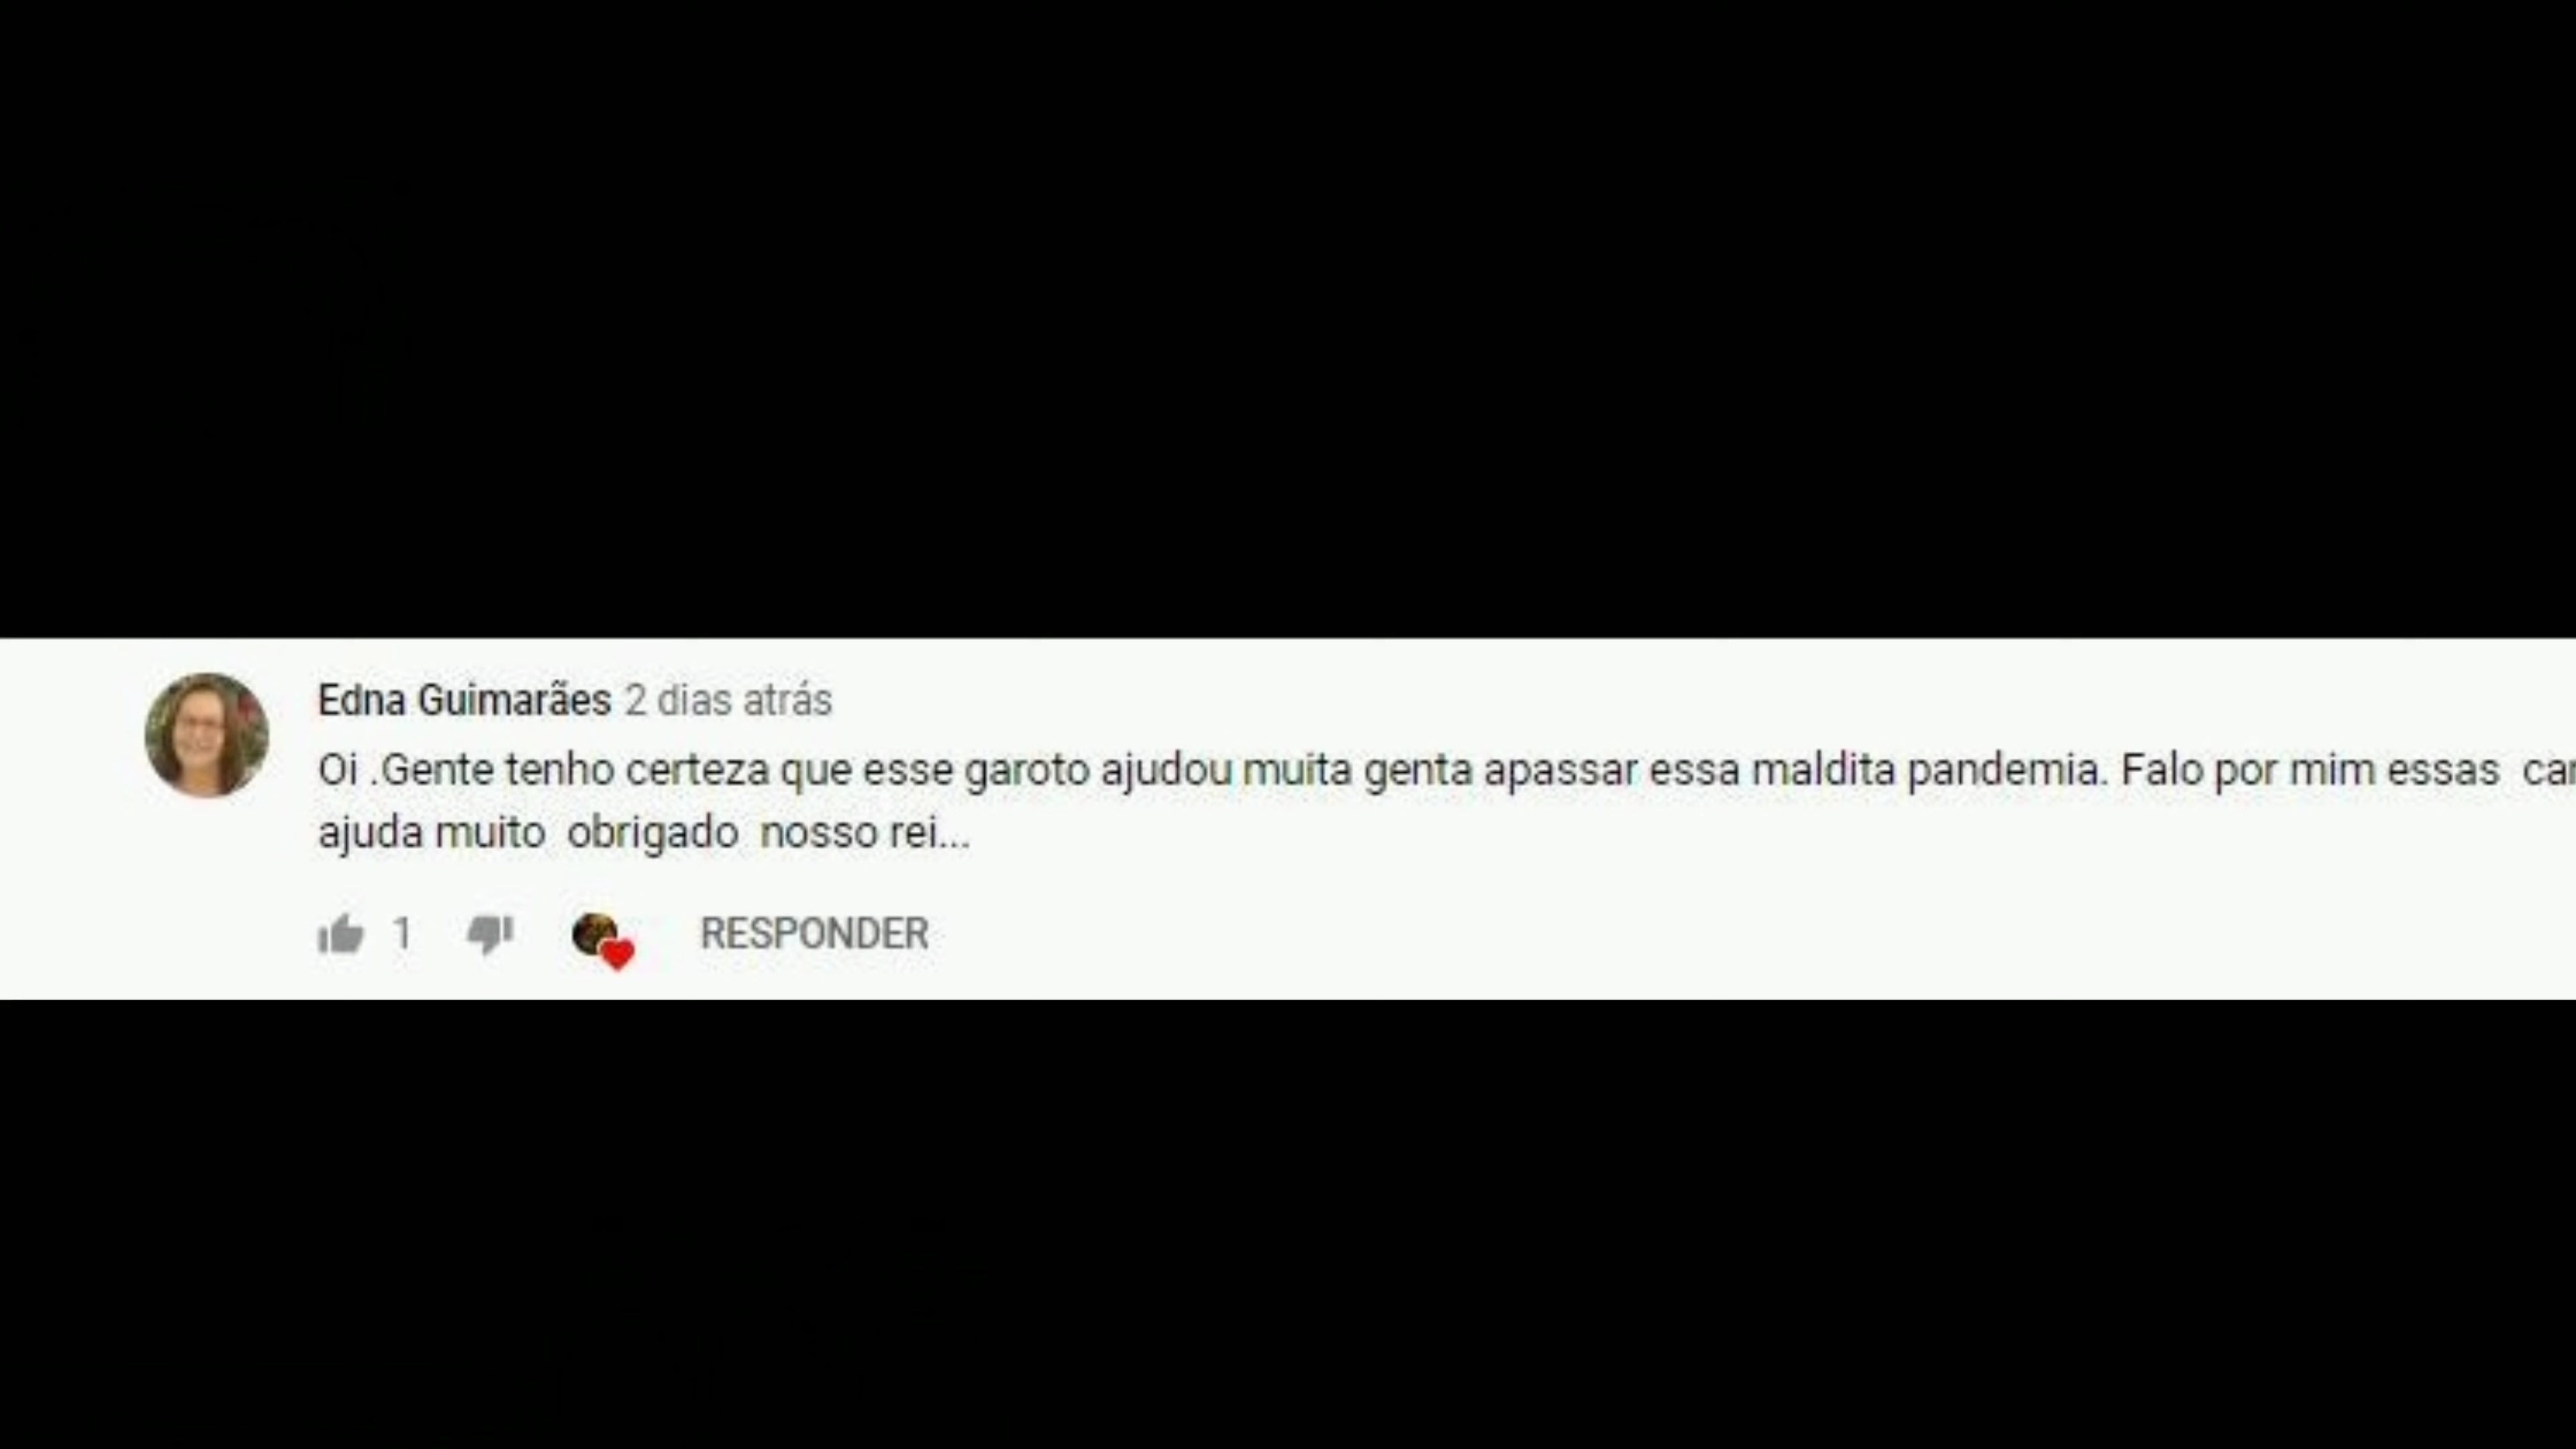 Edna Guimarães 2 dias atrás
Oi .Gente tenho certeza que esse garoto ajudou muita genta apassar essa maldita pandemia. Falo por mim essas
ajuda muito obrigado nosso rei...
1 RESPONDER